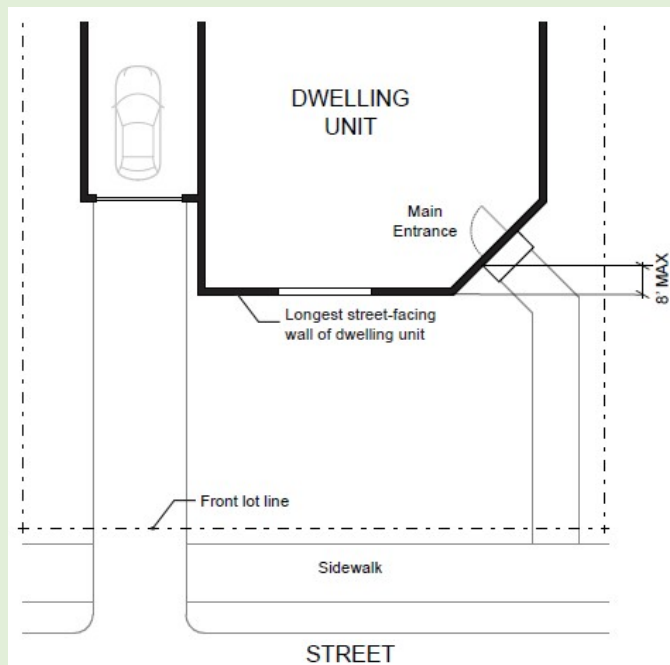 DWELLING
UNIT
Main
Entrance
8' MAX
Longest street-facing
wall of dwelling unit
Front lot line
Sidewalk
STREET